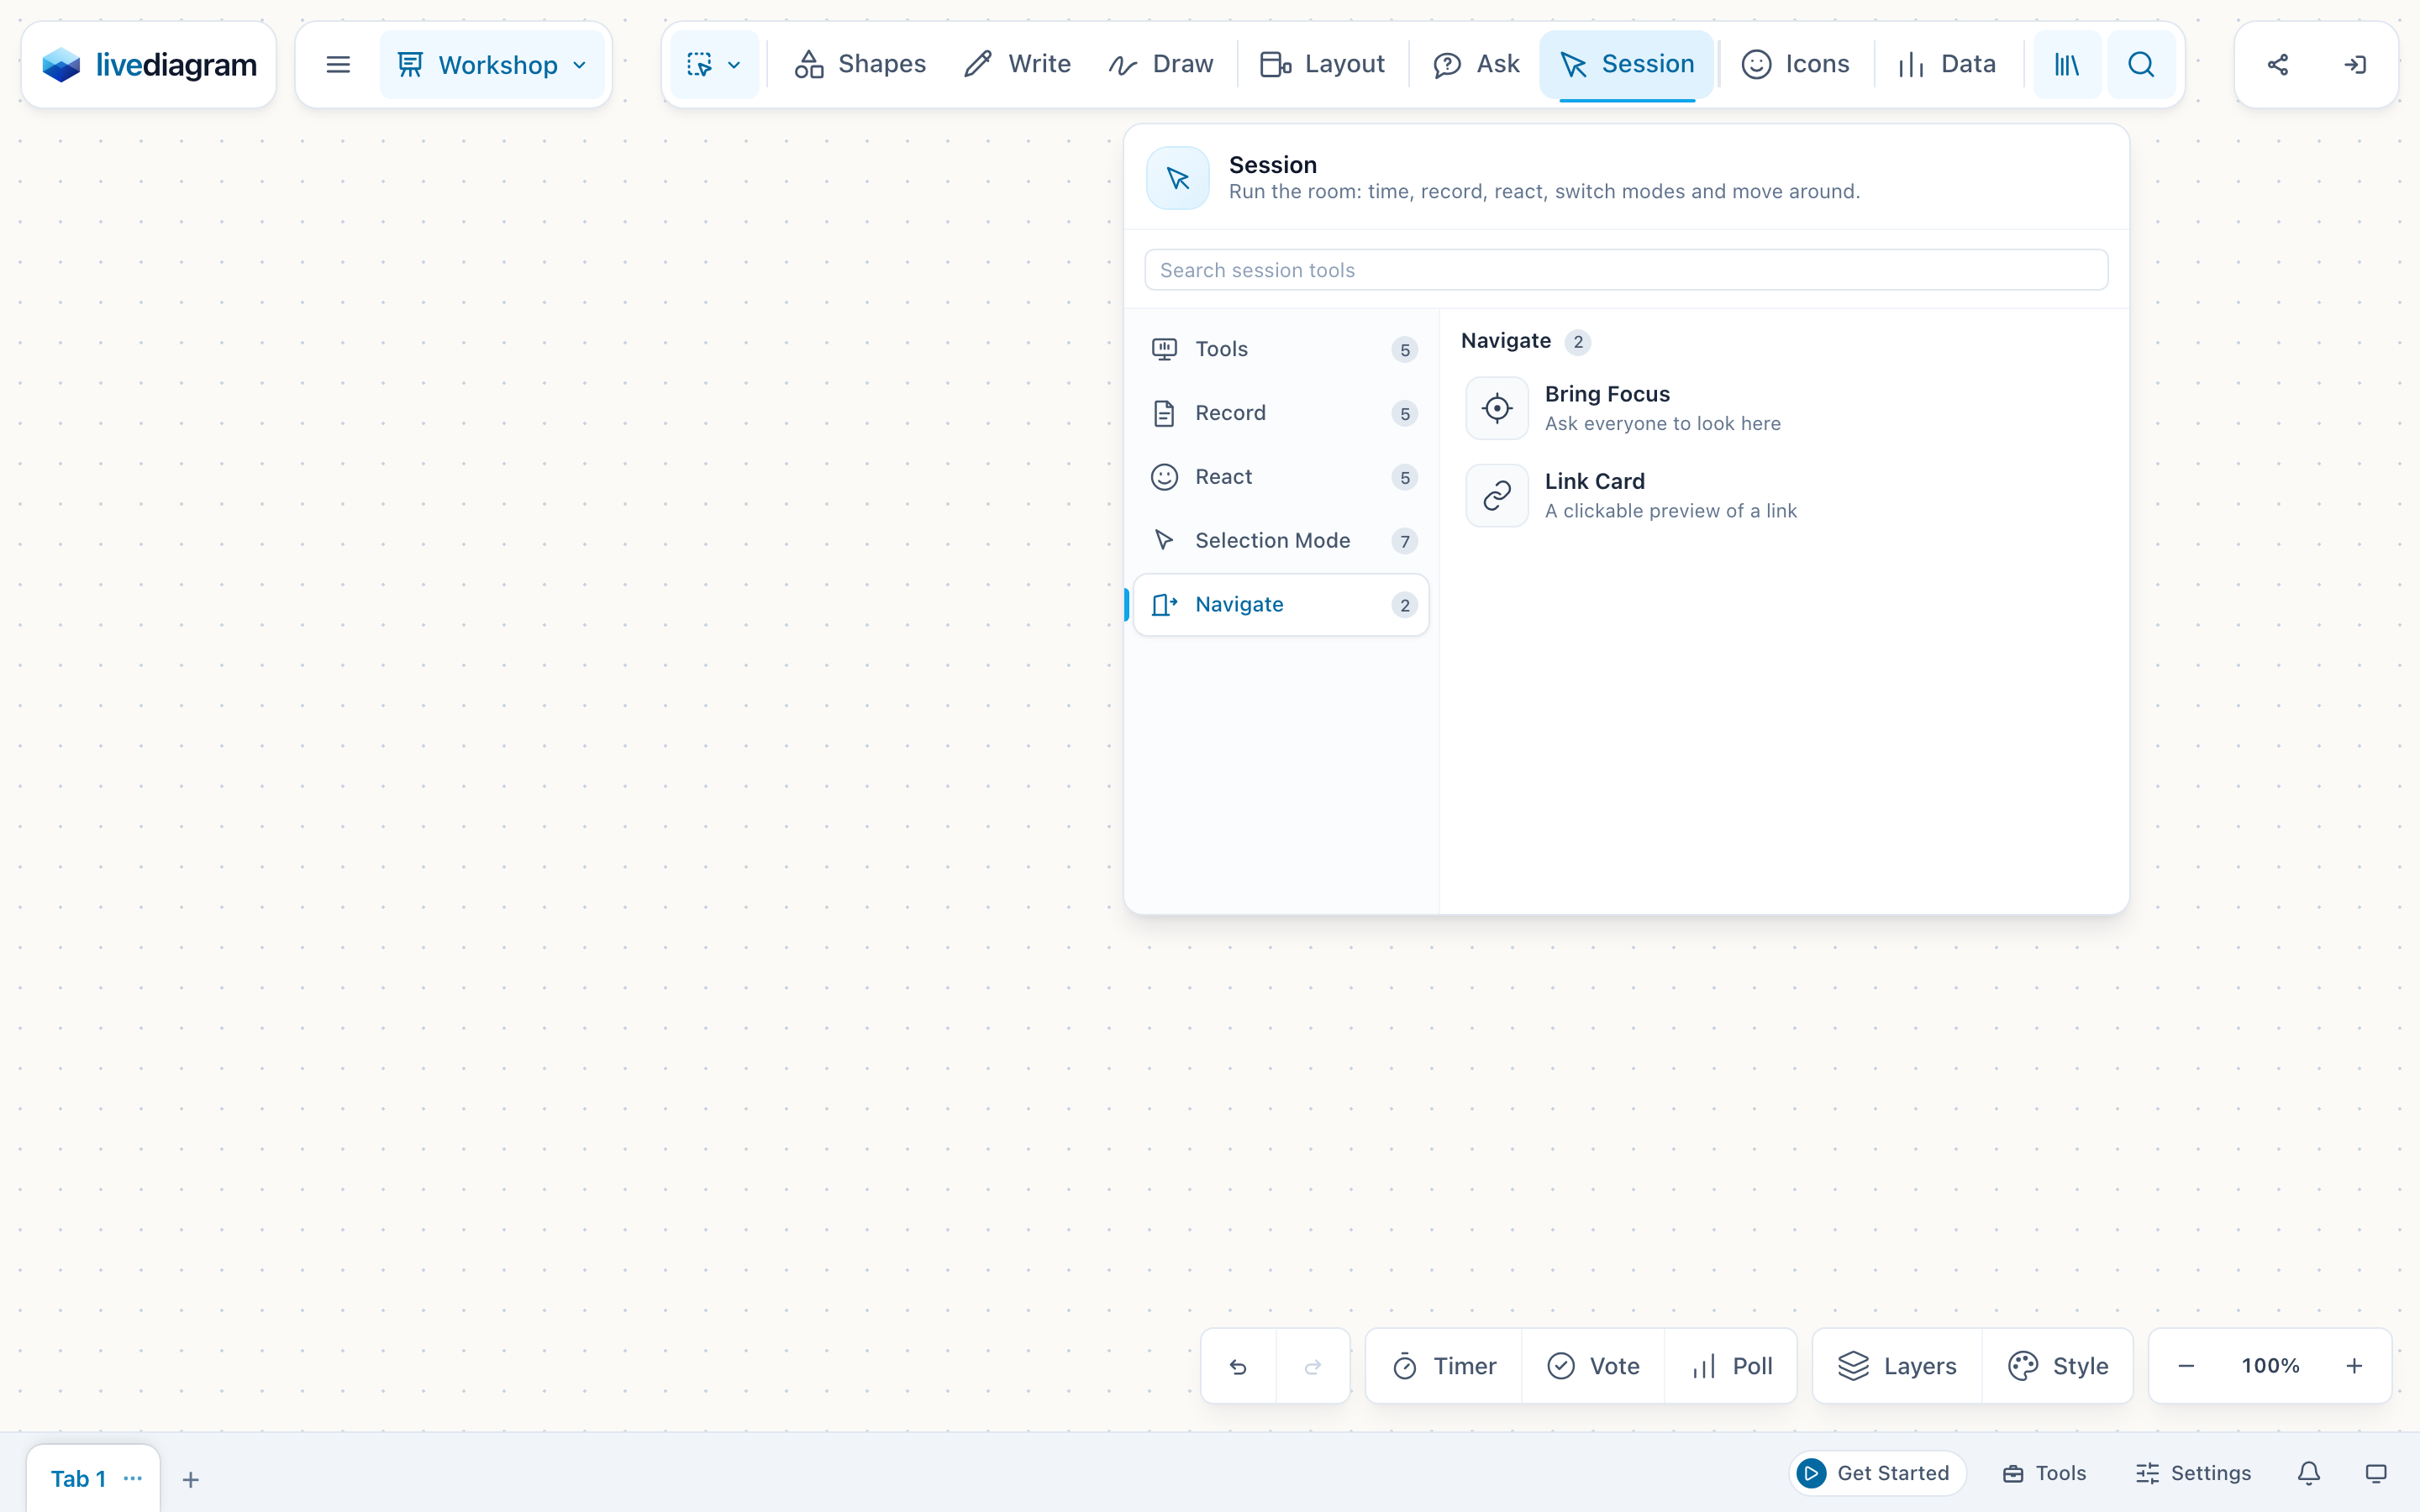 livediagram
Workshop
Shapes
Write
Draw
Layout
Ask
Session
Icons
Data
Session
Run the room: time, record, react, switch modes and move around.
Search session tools
Tools 5
Record 5
React 5
Selection Mode 7
Navigate 2
Navigate 2
Bring Focus
Ask everyone to look here
Link Card
A clickable preview of a link
Timer
Vote
Poll
Layers
Style
100%
Tab 1
Get Started
Tools
Settings